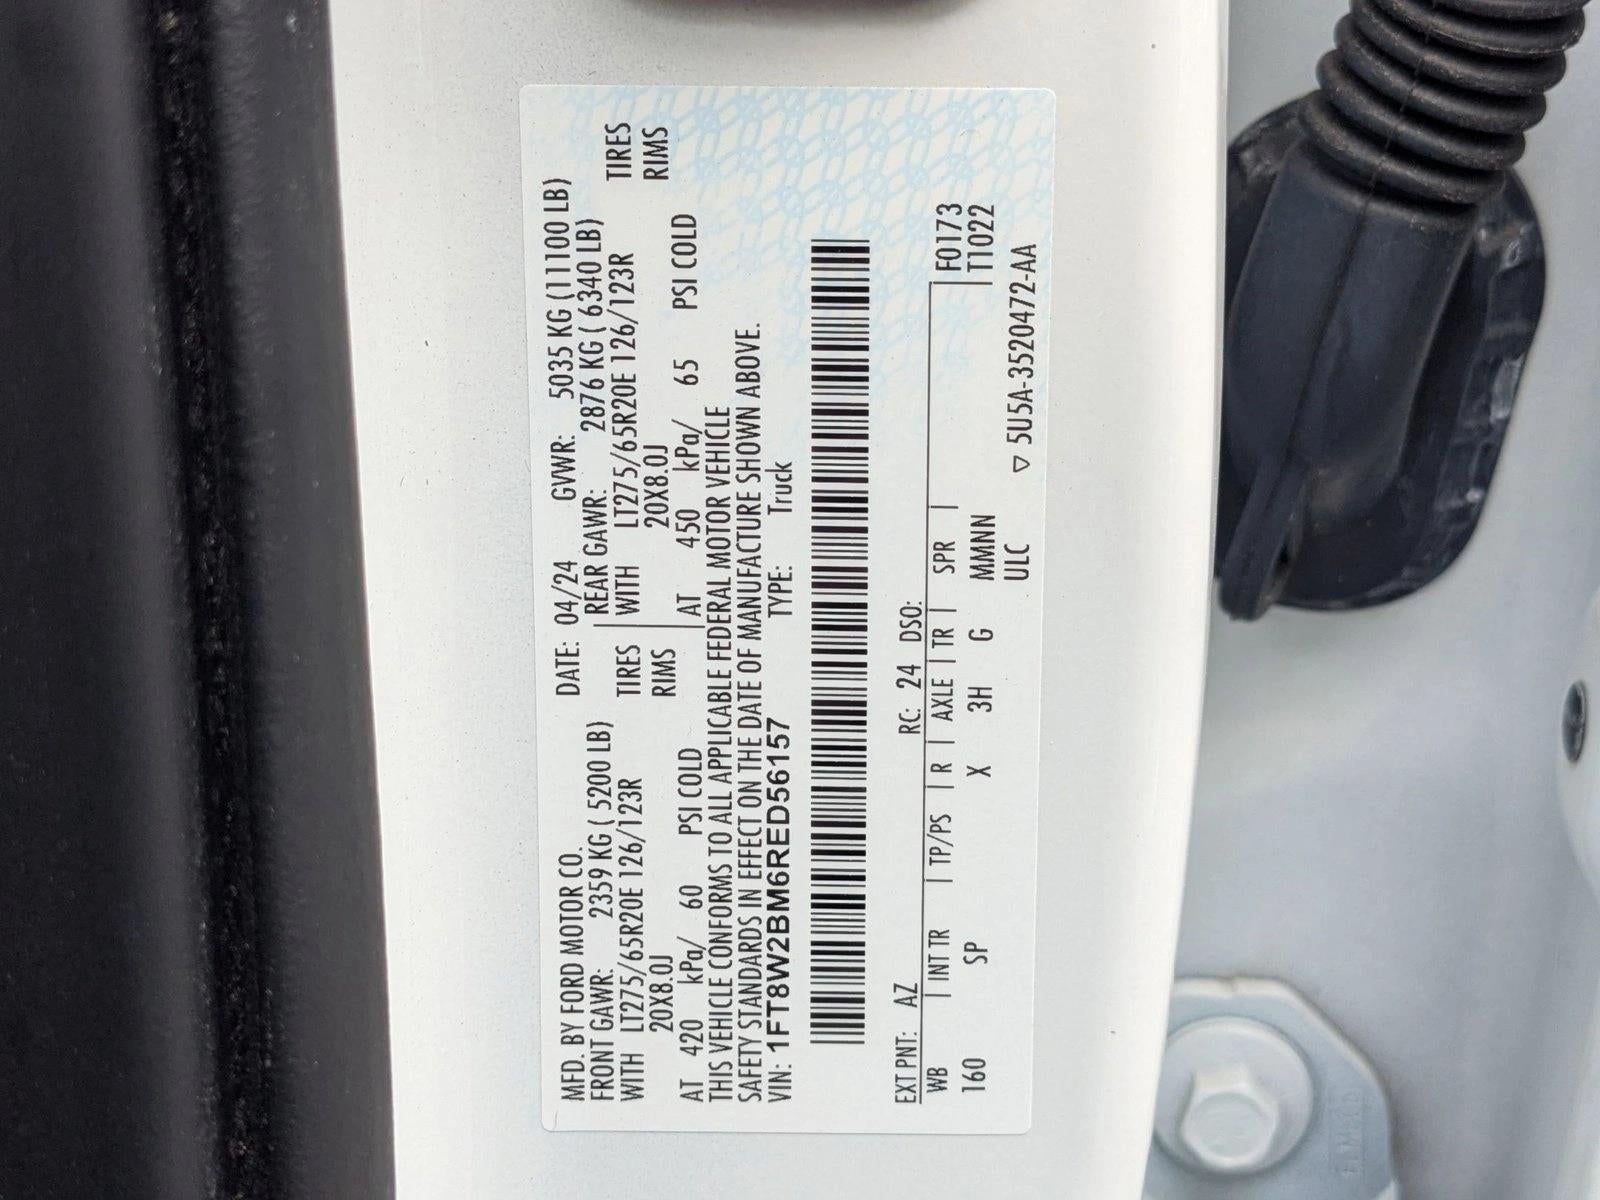 MFD. BY FORD MOTOR CO.
DATE: 04/24 GVWR: 5035 KG (11100 LB)
FRONT GAWR: 2359 KG ( 5200 LB)
REAR GAWR: 2876 KG ( 6340 LB)
WITH LT275/65R20E 126/123R TIRES
WITH LT275/65R20E 126/123R TIRES
20X8.0J RIMS
20X8.0J RIMS
AT 420 kPa/ 60 PSI COLD
AT 450 kPa/ 65 PSI COLD
THIS VEHICLE CONFORMS TO ALL APPLICABLE FEDERAL MOTOR VEHICLE
SAFETY STANDARDS IN EFFECT ON THE DATE OF MANUFACTURE SHOWN ABOVE.
VIN: 1FT8W2BM6RED56157 TYPE: Truck
EXT PNT: AZ RC: 24 DSO:
WB | INT TR | TP/PS | R | AXLE | TR | SPR | F0173
160 SP X 3H G MMNN T1022
ULC ▽ 5U5A-3520472-AA